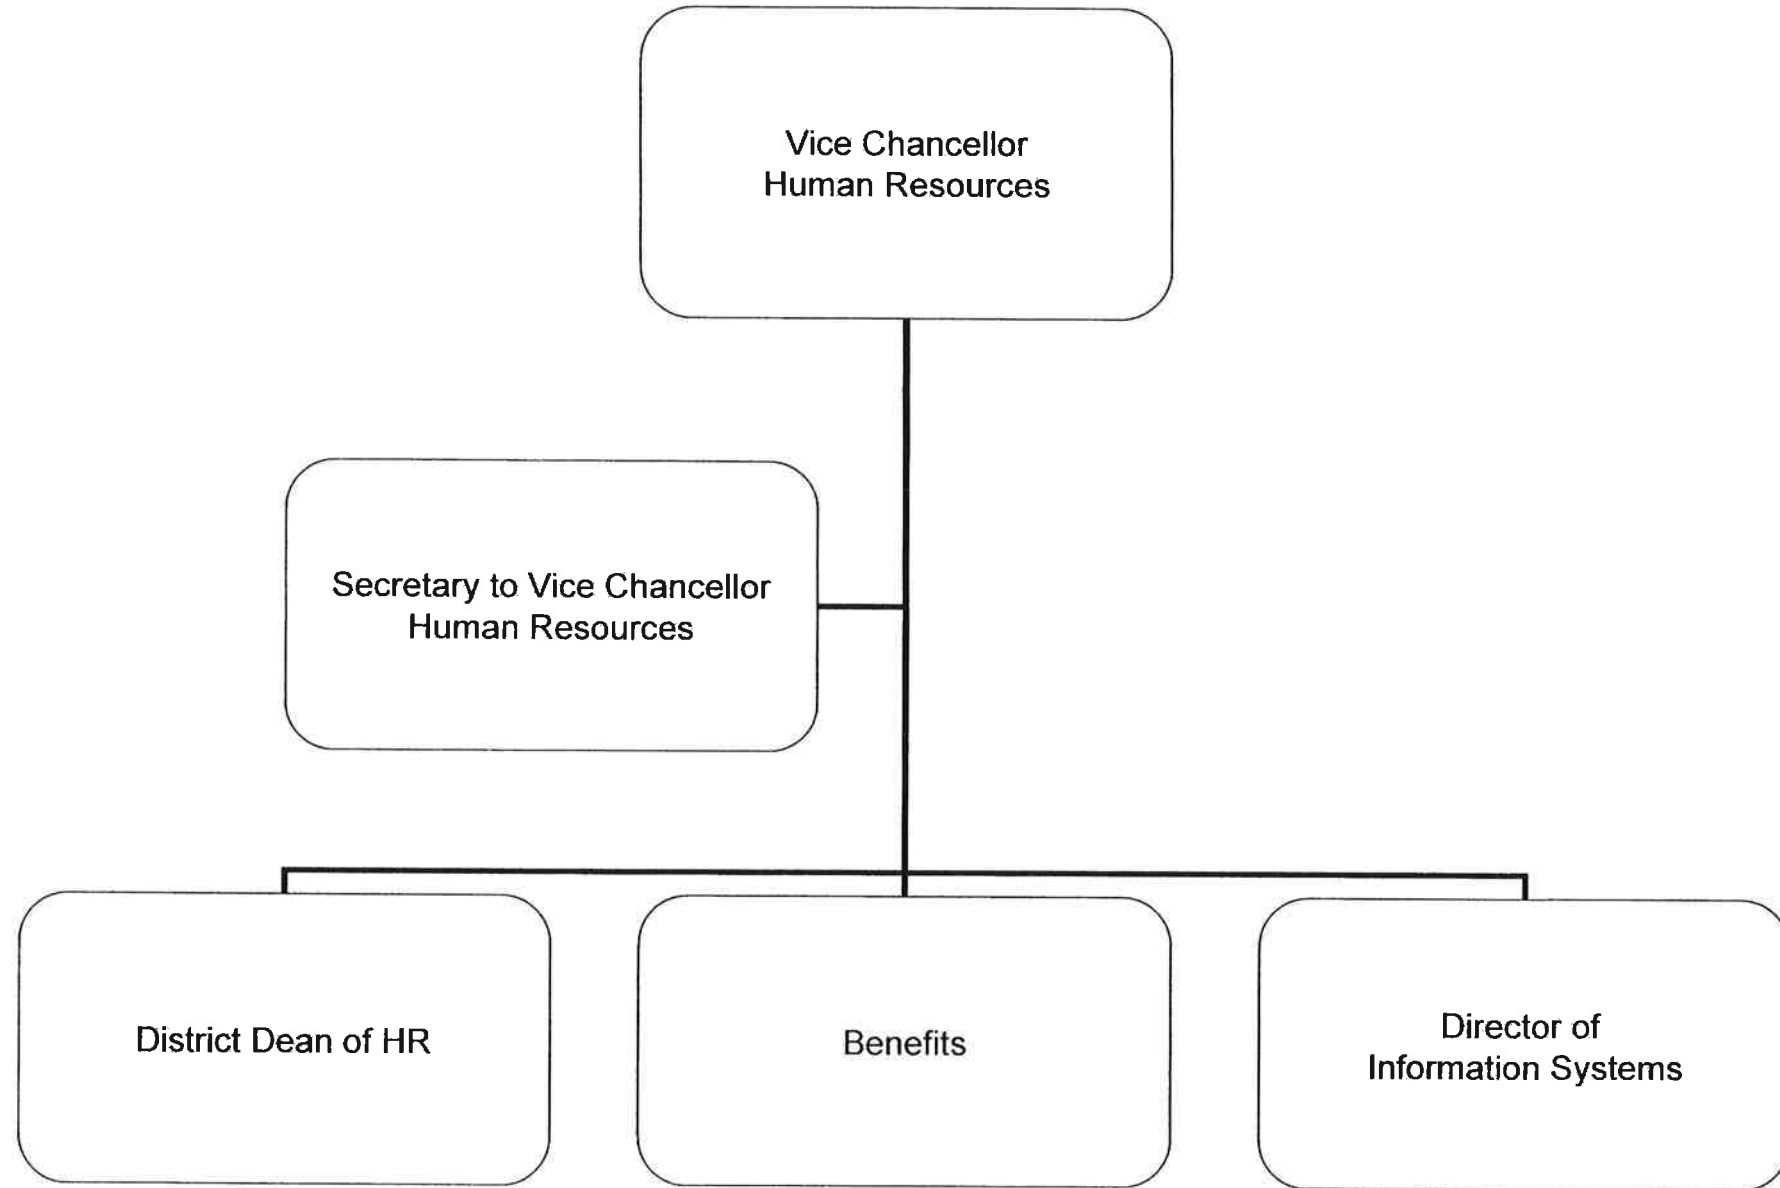 Vice Chancellor
Human Resources
Secretary to Vice Chancellor
Human Resources
District Dean of HR
Benefits
Director of
Information Systems